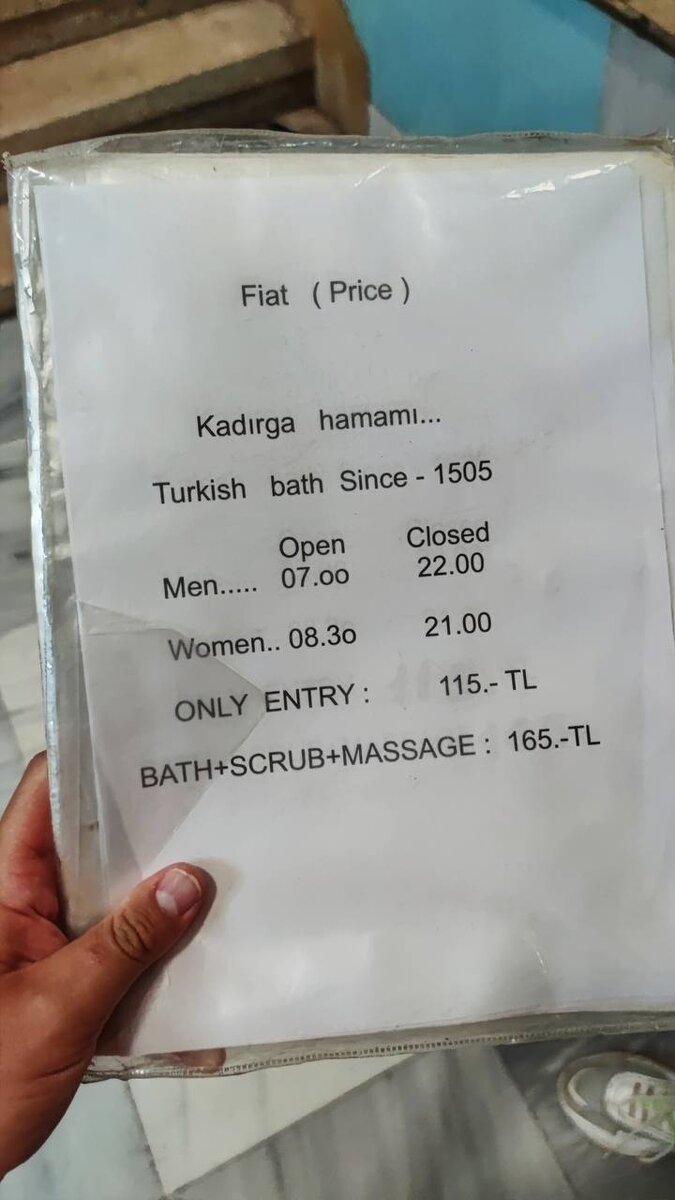 Fiat ( Price )
Kadırga hamamı...
Turkish bath Since - 1505
Open Closed
Men..... 07.oo 22.00
Women.. 08.3o 21.00
ONLY ENTRY : 115.- TL
BATH+SCRUB+MASSAGE : 165.-TL